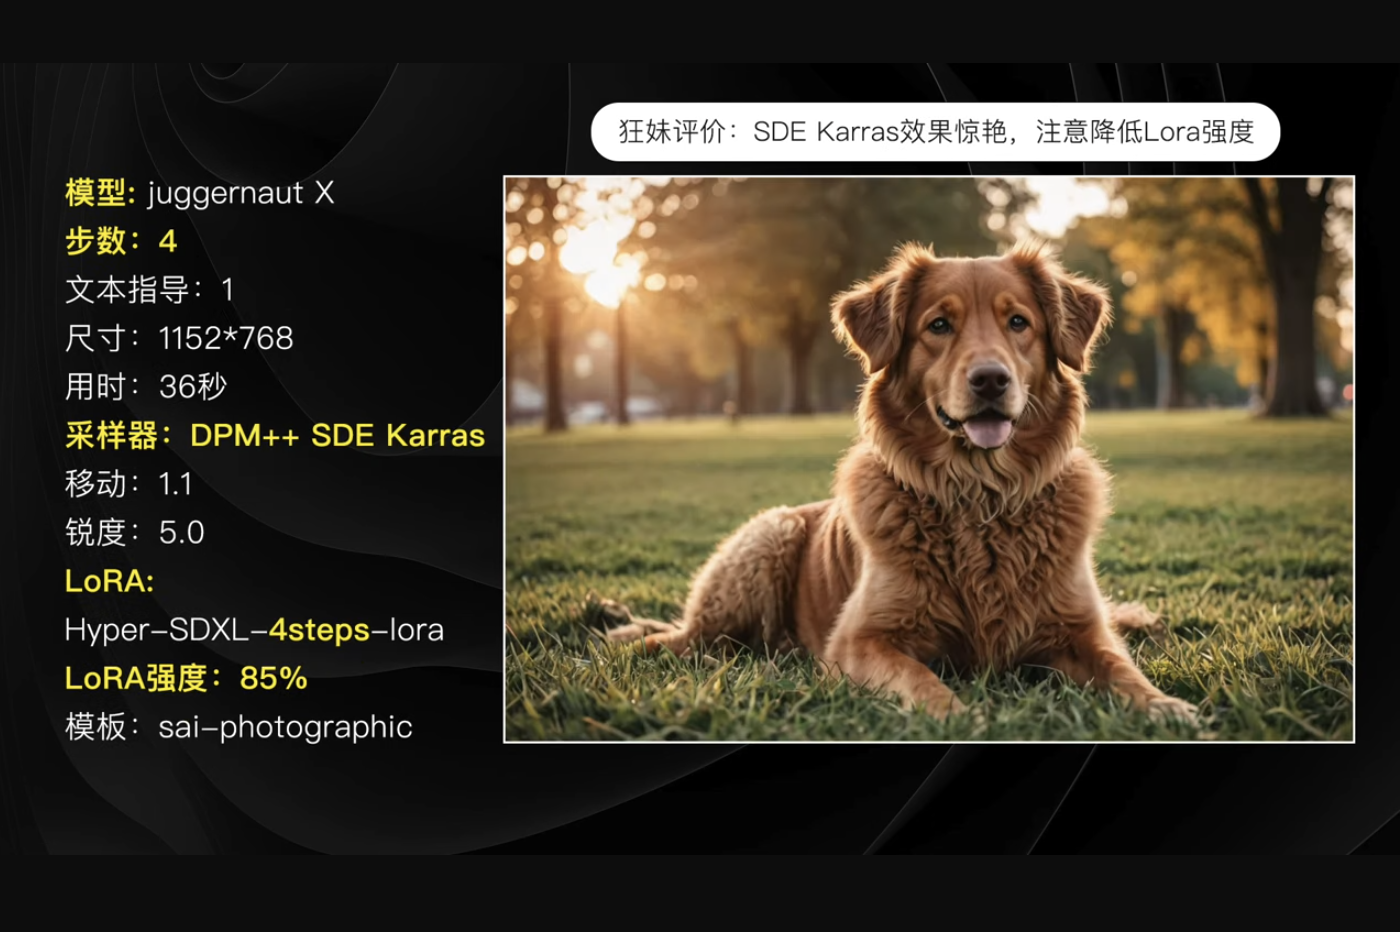 狂妹评价：SDE Karras效果惊艳，注意降低Lora强度
模型: juggernaut X
步数：4
文本指导：1
尺寸：1152*768
用时：36秒
采样器：DPM++ SDE Karras
移动：1.1
锐度：5.0
LoRA:
Hyper-SDXL-4steps-lora
LoRA强度：85%
模板：sai-photographic